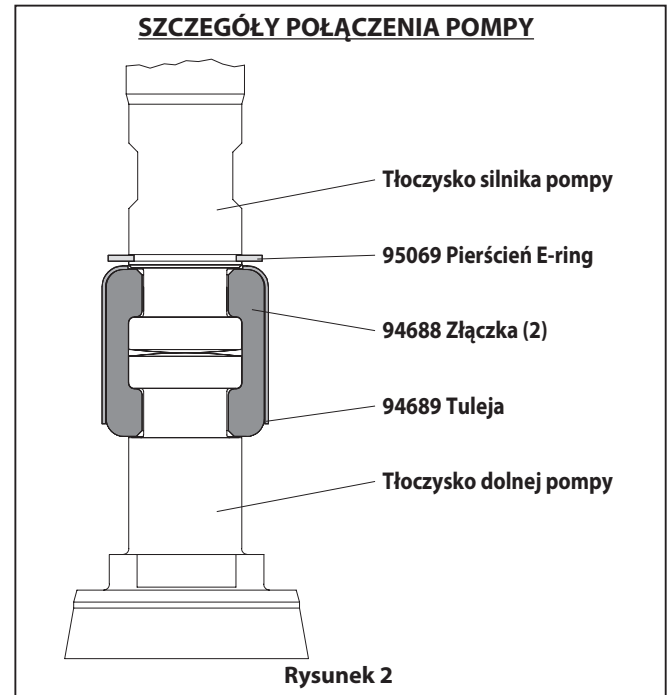 SZCZEGÓŁY POŁĄCZENIA POMPY
Tłoczysko silnika pompy
95069 Pierścień E-ring
94688 Złączka (2)
94689 Tuleja
Tłoczysko dolnej pompy
Rysunek 2